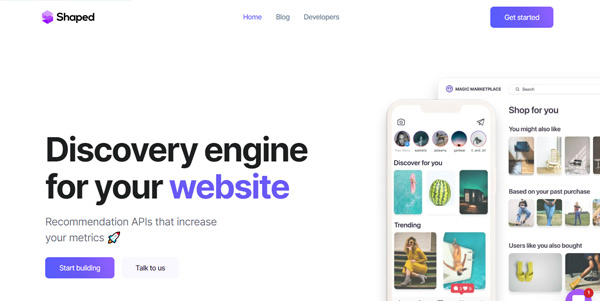 Shaped
Home
Blog
Developers
Get started
Discovery engine
for your website
Recommendation APIs that increase
your metrics 🚀
Start building
Talk to us
MAGIC MARKETPLACE
Search
Shop for you
You might also like
Based on your past purchase
Users like you also bought
Discover for you
Trending
1